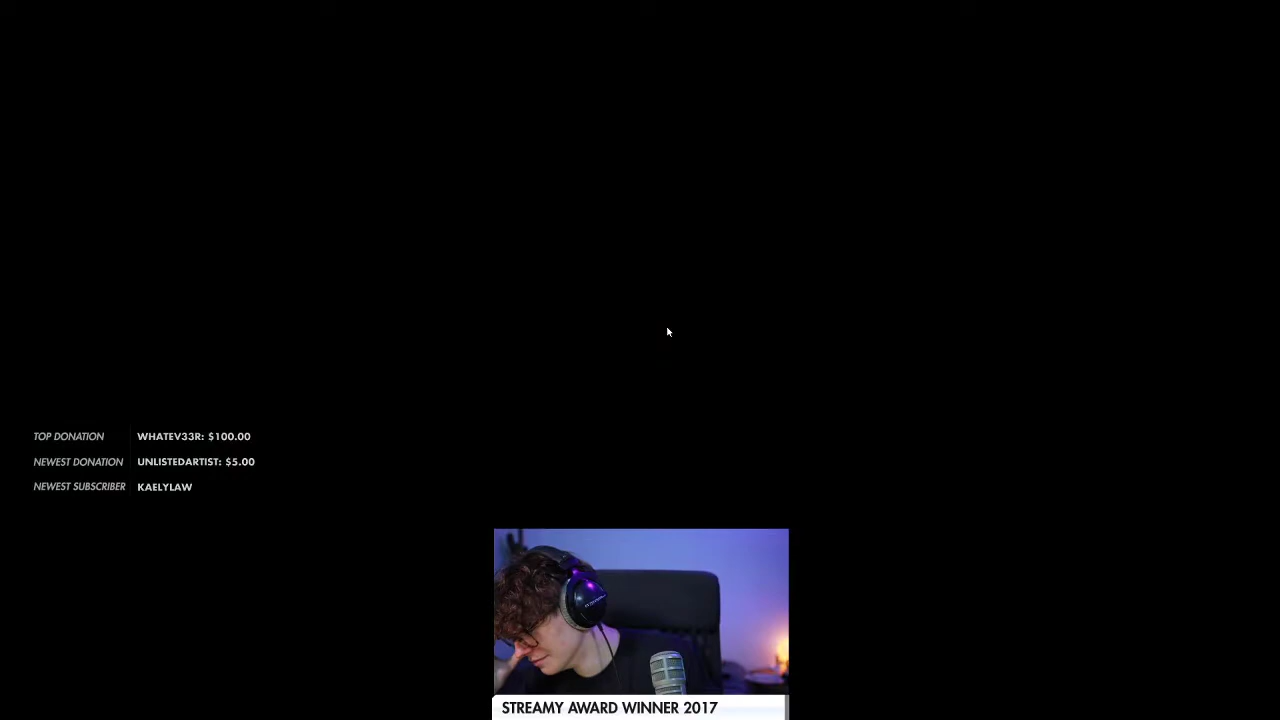 TOP DONATION WHATEV33R: $100.00
NEWEST DONATION UNLISTEDARTIST: $5.00
NEWEST SUBSCRIBER KAELYLAW
STREAMY AWARD WINNER 2017